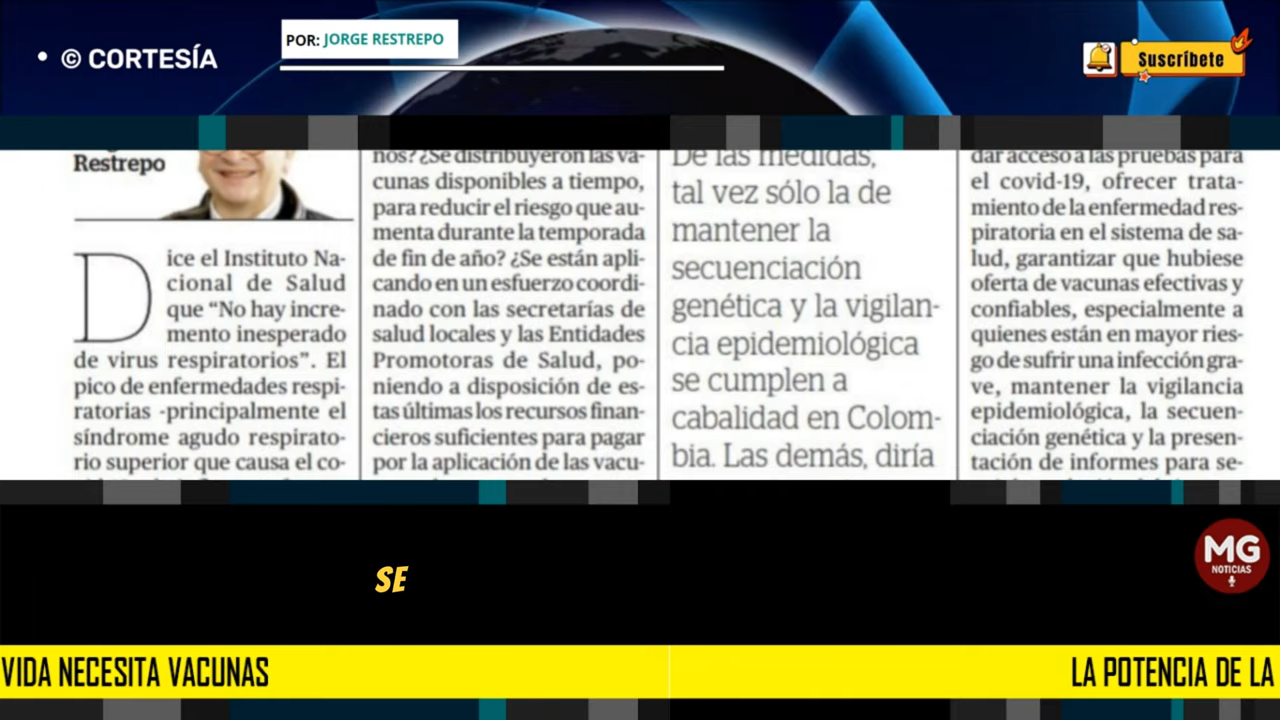 • © CORTESÍA
POR: JORGE RESTREPO
Suscríbete
Restrepo
Dice el Instituto Na-
cional de Salud
que “No hay incre-
mento inesperado
de virus respiratorios”. El
pico de enfermedades respi-
ratorias -principalmente el
síndrome agudo respirato-
rio superior que causa el co-
nos? ¿Se distribuyeron las va-
cunas disponibles a tiempo,
para reducir el riesgo que au-
menta durante la temporada
de fin de año? ¿Se están apli-
cando en un esfuerzo coordi-
nado con las secretarías de
salud locales y las Entidades
Promotoras de Salud, po-
niendo a disposición de es-
tas últimas los recursos finan-
cieros suficientes para pagar
por la aplicación de las vacu-
De las medidas,
tal vez sólo la de
mantener la
secuenciación
genética y la vigilan-
cia epidemiológica
se cumplen a
cabalidad en Colom-
bia. Las demás, diría
dar acceso a las pruebas para
el covid-19, ofrecer trata-
miento de la enfermedad res-
piratoria en el sistema de sa-
lud, garantizar que hubiese
oferta de vacunas efectivas y
confiables, especialmente a
quienes están en mayor ries-
go de sufrir una infección gra-
ve, mantener la vigilancia
epidemiológica, la secuen-
ciación genética y la presen-
tación de informes para se-
SE
MG
NOTICIAS
VIDA NECESITA VACUNAS
LA POTENCIA DE LA